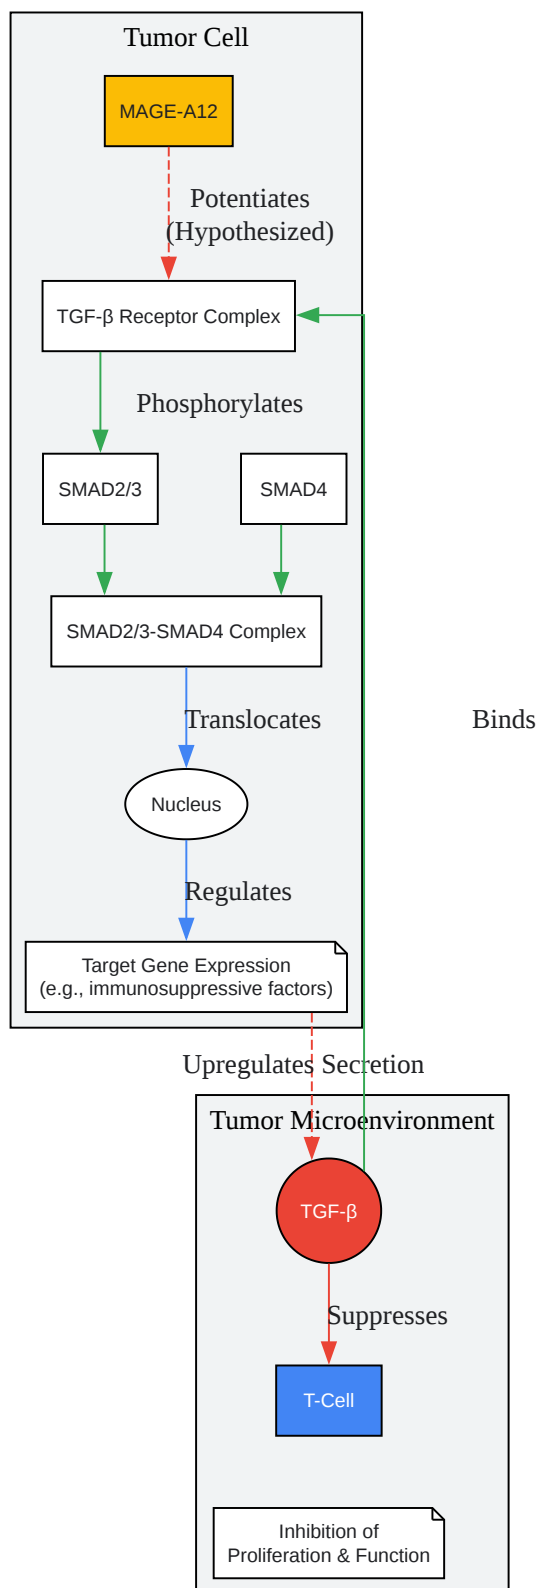 Tumor Cell
MAGE-A12
Potentiates
(Hypothesized)
TGF-β Receptor Complex
Phosphorylates
SMAD2/3
SMAD4
SMAD2/3-SMAD4 Complex
Translocates
Binds
Nucleus
Regulates
Target Gene Expression
(e.g., immunosuppressive factors)
Upregulates Secretion
Tumor Microenvironment
TGF-β
Suppresses
T-Cell
Inhibition of
Proliferation & Function